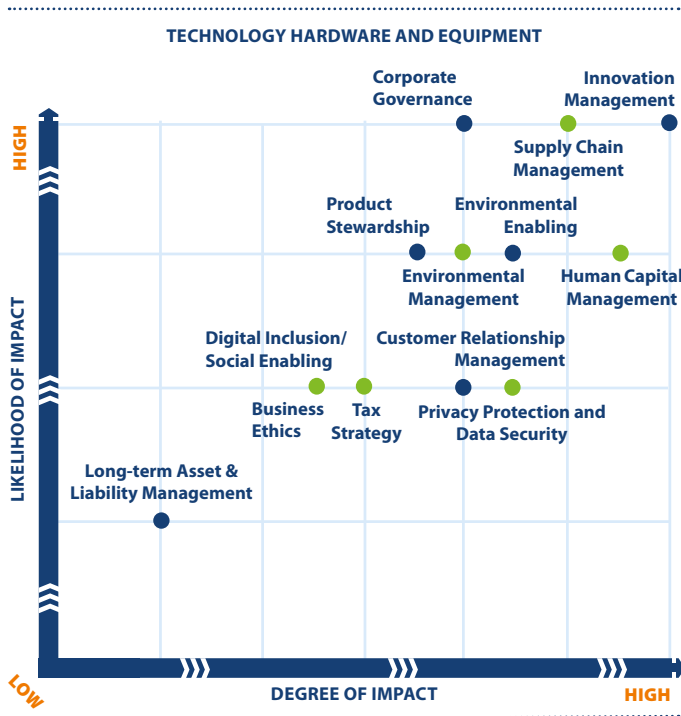 TECHNOLOGY HARDWARE AND EQUIPMENT
Corporate
Governance
Innovation
Management
HIGH
Supply Chain
Management
Product
Stewardship
Environmental
Enabling
Environmental
Management
Human Capital
Management
LIKELIHOOD OF IMPACT
Digital Inclusion/
Social Enabling
Customer Relationship
Management
Business
Ethics
Tax
Strategy
Privacy Protection and
Data Security
Long-term Asset &
Liability Management
LOW
DEGREE OF IMPACT
HIGH